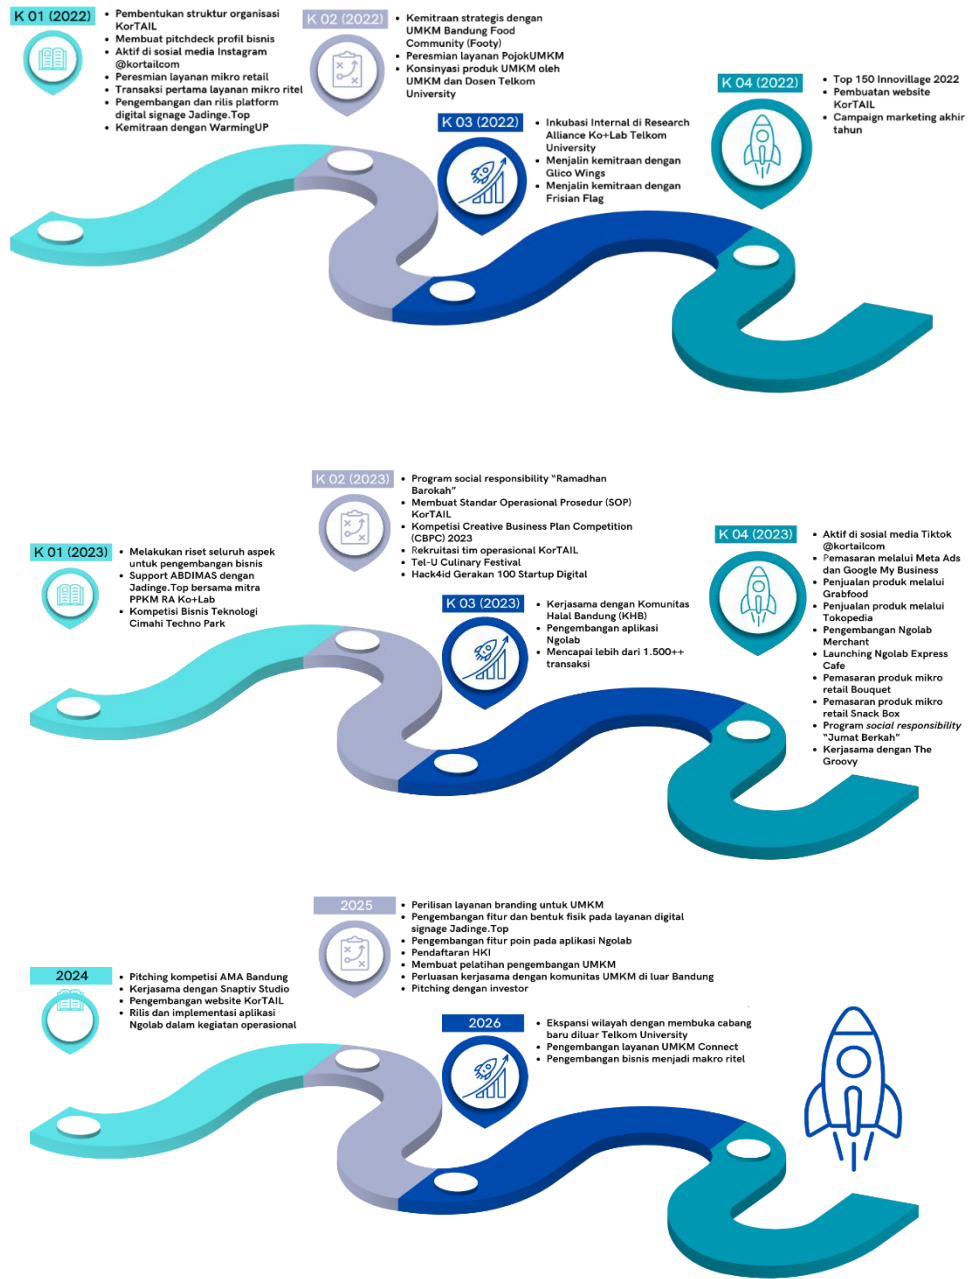 K 01 (2022)
• Pembentukan struktur organisasi
KorTAIL
• Membuat pitchdeck profil bisnis
• Aktif di sosial media Instagram
@kortailcom
• Peresmian layanan mikro retail
• Transaksi pertama layanan mikro ritel
• Pengembangan dan rilis platform
digital signage Jadinge.Top
• Kemitraan dengan WarmingUP
K 02 (2022)
• Kemitraan strategis dengan
UMKM Bandung Food
Community (Footy)
• Peresmian layanan PojokUMKM
• Konsinyasi produk UMKM oleh
UMKM dan Dosen Telkom
University
K 03 (2022)
• Inkubasi Internal di Research
Alliance Ko+Lab Telkom
University
• Menjalin kemitraan dengan
Glico Wings
• Menjalin kemitraan dengan
Frisian Flag
K 04 (2022)
• Top 150 Innovillage 2022
• Pembuatan website
KorTAIL
• Campaign marketing akhir
tahun
K 01 (2023)
• Melakukan riset seluruh aspek
untuk pengembangan bisnis
• Support ABDIMAS dengan
Jadinge.Top bersama mitra
PPKM RA Ko+Lab
• Kompetisi Bisnis Teknologi
Cimahi Techno Park
K 02 (2023)
• Program social responsibility “Ramadhan
Barokah”
• Membuat Standar Operasional Prosedur (SOP)
KorTAIL
• Kompetisi Creative Business Plan Competition
(CBPC) 2023
• Rekruitasi tim operasional KorTAIL
• Tel-U Culinary Festival
• Hack4id Gerakan 100 Startup Digital
K 03 (2023)
• Kerjasama dengan Komunitas
Halal Bandung (KHB)
• Pengembangan aplikasi
Ngolab
• Mencapai lebih dari 1.500++
transaksi
K 04 (2023)
• Aktif di sosial media Tiktok
@kortailcom
• Pemasaran melalui Meta Ads
dan Google My Business
• Penjualan produk melalui
Grabfood
• Penjualan produk melalui
Tokopedia
• Pengembangan Ngolab
Merchant
• Launching Ngolab Express
Cafe
• Pemasaran produk mikro
retail Bouquet
• Pemasaran produk mikro
retail Snack Box
• Program social responsibility
“Jumat Berkah”
• Kerjasama dengan The
Groovy
2024
• Pitching kompetisi AMA Bandung
• Kerjasama dengan Snaptiv Studio
• Pengembangan website KorTAIL
• Rilis dan implementasi aplikasi
Ngolab dalam kegiatan operasional
2025
• Perilisan layanan branding untuk UMKM
• Pengembangan fitur dan bentuk fisik pada layanan digital
signage Jadinge.Top
• Pengembangan fitur poin pada aplikasi Ngolab
• Pendaftaran HKI
• Membuat pelatihan pengembangan UMKM
• Perluasan kerjasama dengan komunitas UMKM di luar Bandung
• Pitching dengan investor
2026
• Ekspansi wilayah dengan membuka cabang
baru diluar Telkom University
• Pengembangan layanan UMKM Connect
• Pengembangan bisnis menjadi makro ritel